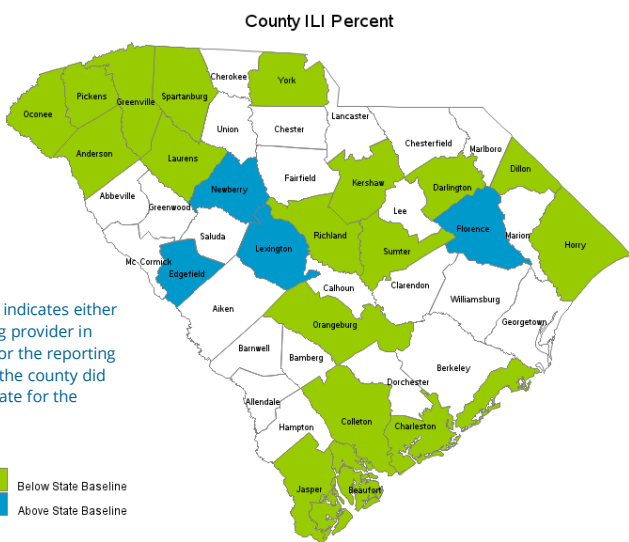 County ILI Percent
Cherokee
York
Oconee
Pickens
Greenville
Spartanburg
Union
Chester
Lancaster
Chesterfield
Marlboro
Anderson
Laurens
Newberry
Fairfield
Kershaw
Darlington
Dillon
Abbeville
Greenwood
Lee
Florence
Marion
Horry
Saluda
Lexington
Richland
Sumter
Mc Cormick
Edgefield
Calhoun
Clarendon
Williamsburg
Georgetown
Aiken
Orangeburg
Barnwell
Bamberg
Berkeley
Dorchester
Allendale
Hampton
Colleton
Charleston
Jasper
Beaufort
indicates either
g provider in
or the reporting
the county did
ate for the
Below State Baseline
Above State Baseline